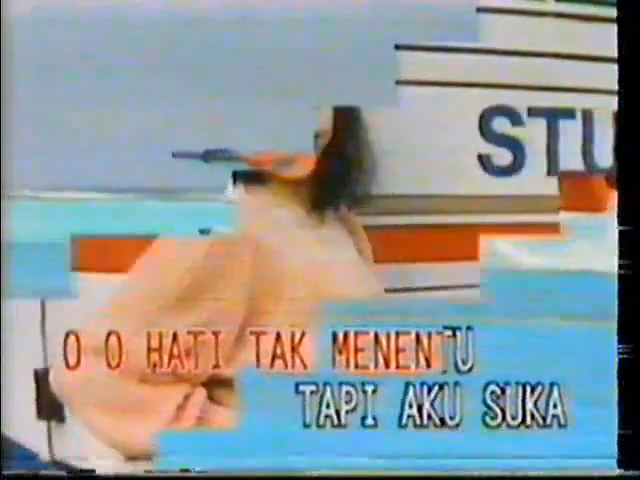 STU
O O HATI TAK MENENTU
TAPI AKU SUKA